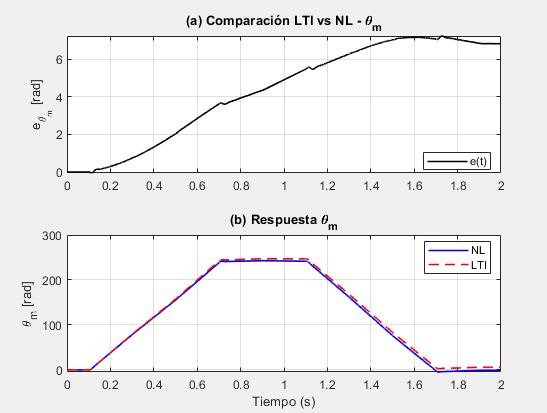 (a) Comparación LTI vs NL - θm
6
4
2
0
eθm [rad]
0 0.2 0.4 0.6 0.8 1 1.2 1.4 1.6 1.8 2
e(t)
(b) Respuesta θm
300
200
100
0
θm [rad]
NL
LTI
0 0.2 0.4 0.6 0.8 1 1.2 1.4 1.6 1.8 2
Tiempo (s)